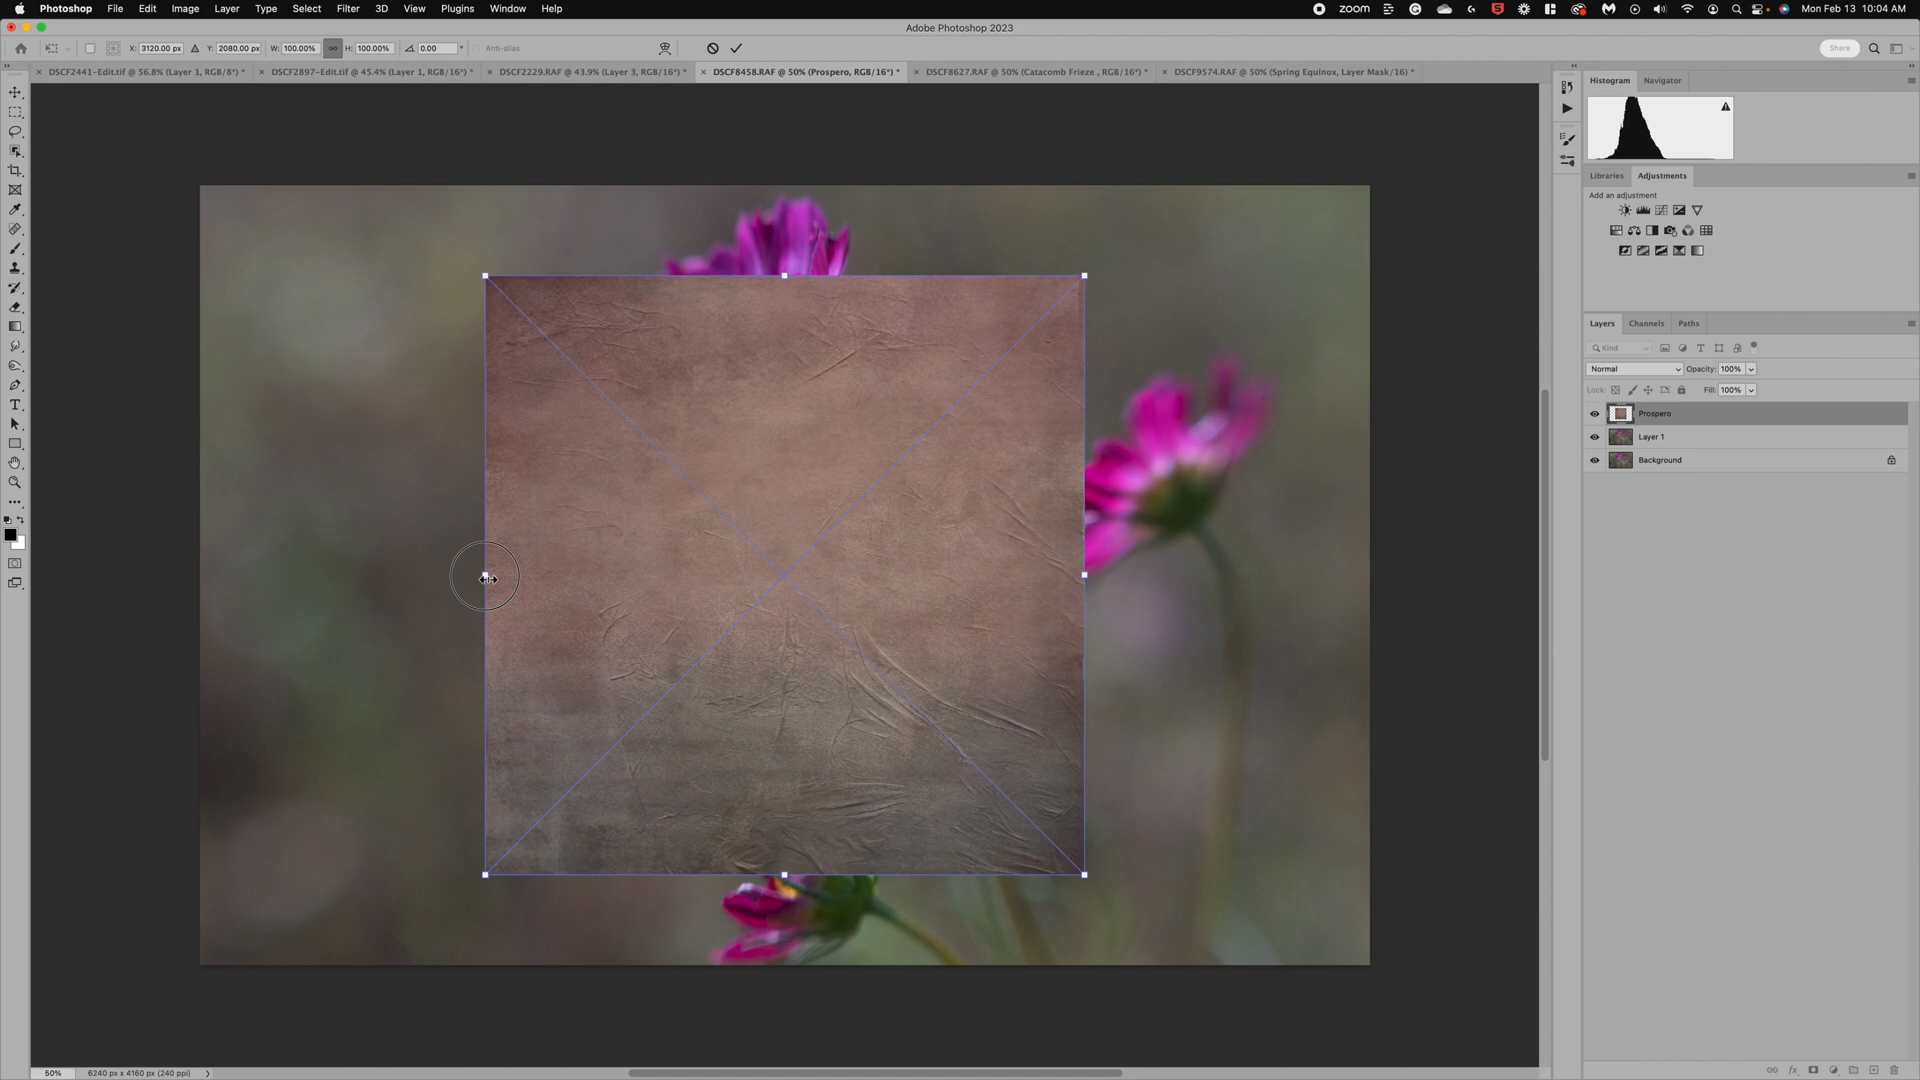 Photoshop File Edit Image Layer Type Select Filter 3D View Plugins Window Help zoom Mon Feb 13 10:04 AM
Adobe Photoshop 2023
X: 3120.00 px Y: 2080.00 px W: 100.00% H: 100.00% 0.00 ° Anti-alias Share
DSCF2441-Edit.tif @ 56.8% (Layer 1, RGB/8*) * DSCF2897-Edit.tif @ 45.4% (Layer 1, RGB/16*) * DSCF2229.RAF @ 43.9% (Layer 3, RGB/16*) * DSCF8458.RAF @ 50% (Prospero, RGB/16*) * DSCF8627.RAF @ 50% (Catacomb Frieze , RGB/16*) * DSCF9574.RAF @ 50% (Spring Equinox, Layer Mask/16) *
Histogram Navigator
Libraries Adjustments
Add an adjustment
Layers Channels Paths
Kind
Normal Opacity: 100%
Lock: Fill: 100%
Prospero
Layer 1
Background
50% 6240 px x 4160 px (240 ppi)